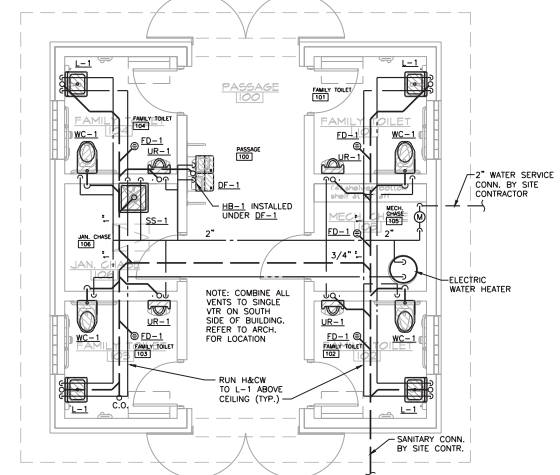 L-1
L-1
PASSAGE
100
FAMILY TOILET
101
FAMILY TOILET
104
FAMILY TOILET
TOILET
WC-1
FD-1
UR-1
PASSAGE
100
FD-1
UR-1
WC-1
DF-1
HB-1 INSTALLED
UNDER DF-1
SS-1
2" WATER SERVICE
CONN. BY SITE
CONTRACTOR
MECH.
CHASE
105
M
FD-1
JAN. CHASE
106
2"
2"
3/4"
JAN. CHASE
ELECTRIC
WATER HEATER
NOTE: COMBINE ALL
VENTS TO SINGLE
VTR ON SOUTH
SIDE OF BUILDING.
REFER TO ARCH.
FOR LOCATION
WC-1
UR-1
FD-1
FAMILY TOILET
103
UR-1
FD-1
FAMILY TOILET
102
WC-1
RUN H&CW
TO L-1 ABOVE
CEILING (TYP.)
L-1
C.O.
L-1
SANITARY CONN.
BY SITE CONTR.